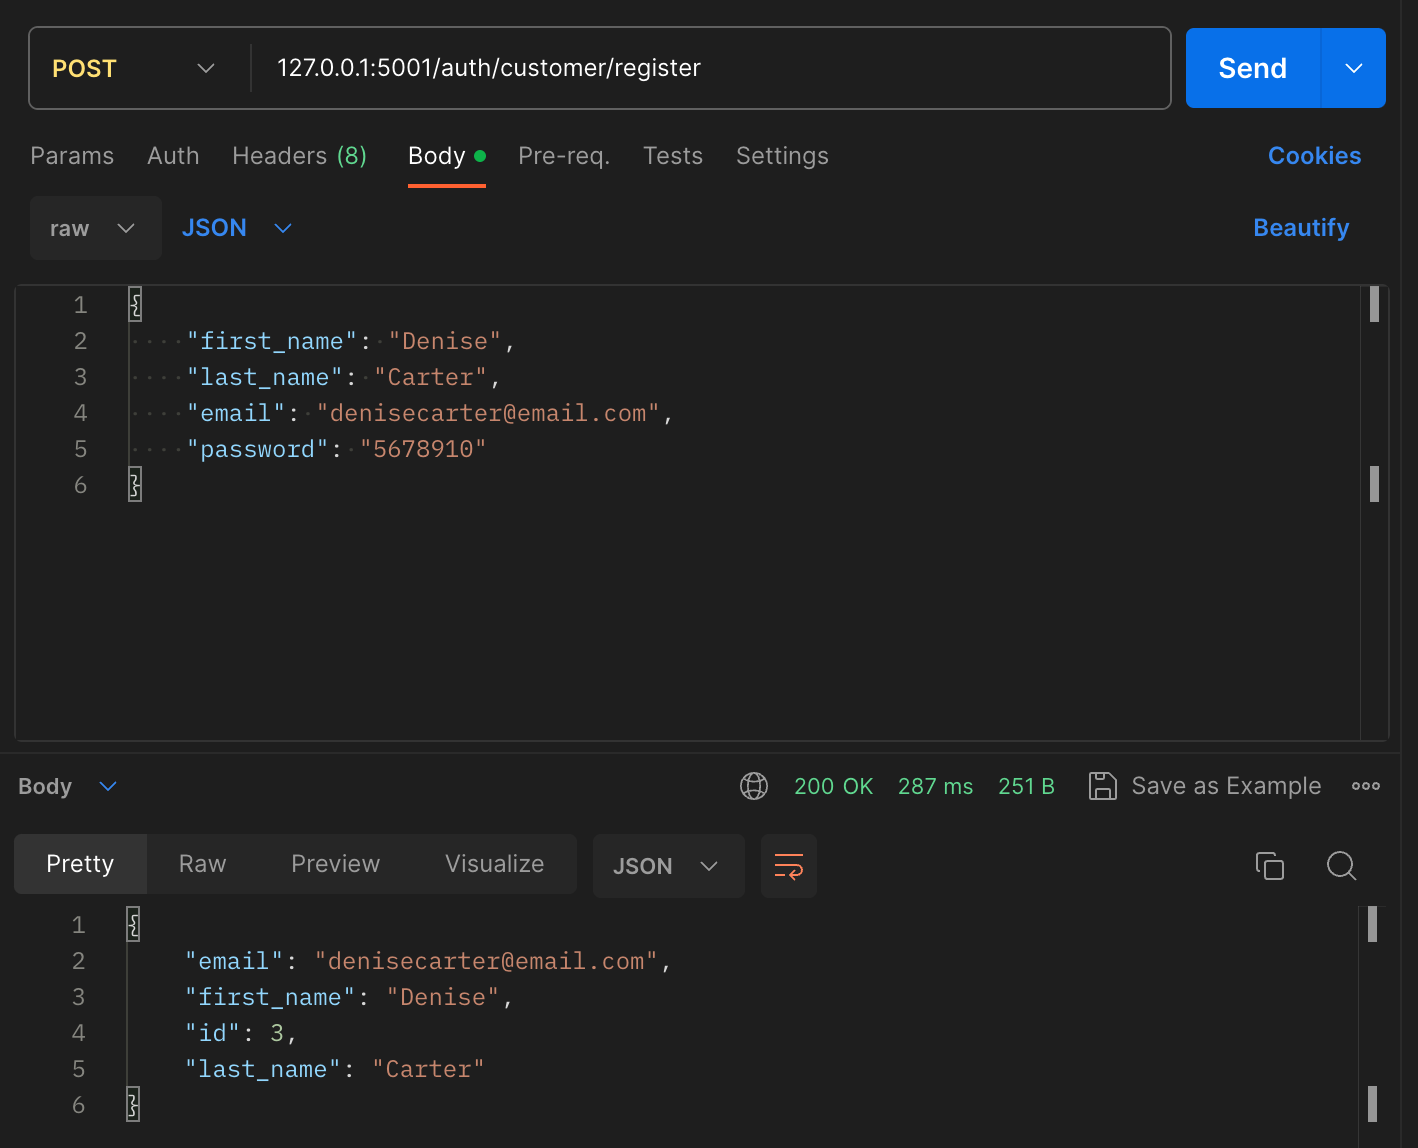 POST 127.0.0.1:5001/auth/customer/register Send
Params Auth Headers (8) Body Pre-req. Tests Settings Cookies
raw JSON Beautify
1 {
2 "first_name": "Denise",
3 "last_name": "Carter",
4 "email": "denisecarter@email.com",
5 "password": "5678910"
6 }
Body 200 OK 287 ms 251 B Save as Example
Pretty Raw Preview Visualize JSON
1 {
2 "email": "denisecarter@email.com",
3 "first_name": "Denise",
4 "id": 3,
5 "last_name": "Carter"
6 }